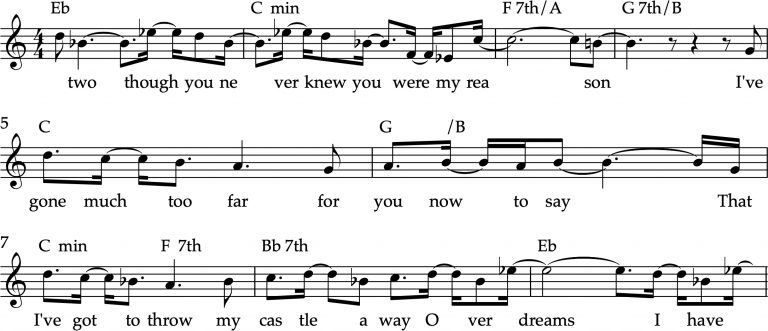 Eb C min F 7th/A G 7th/B
4 4
two though you ne ver knew you were my rea son I've
5
C G /B
gone much too far for you now to say That
7
C min F 7th Bb 7th Eb
I've got to throw my cas tle a way O ver dreams I have